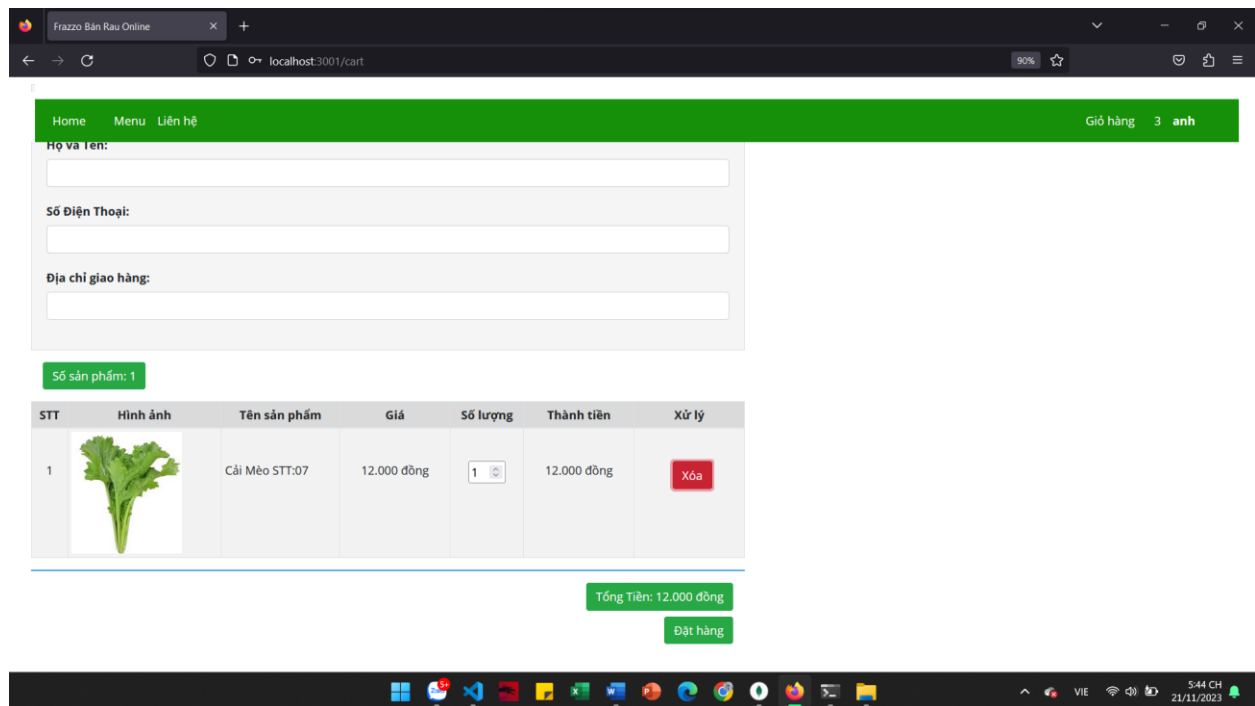 Frazzo Bán Rau Online
localhost:3001/cart
90%
Home Menu Liên hệ Giỏ hàng 3 anh
Họ và Tên:
Số Điện Thoại:
Địa chỉ giao hàng:
Số sản phẩm: 1
STT Hình ảnh Tên sản phẩm Giá Số lượng Thành tiền Xử lý
1 Cải Mèo STT:07 12.000 đồng 1 12.000 đồng Xóa
Tổng Tiền: 12.000 đồng
Đặt hàng
5+
Zalo
VIE
5:44 CH
21/11/2023